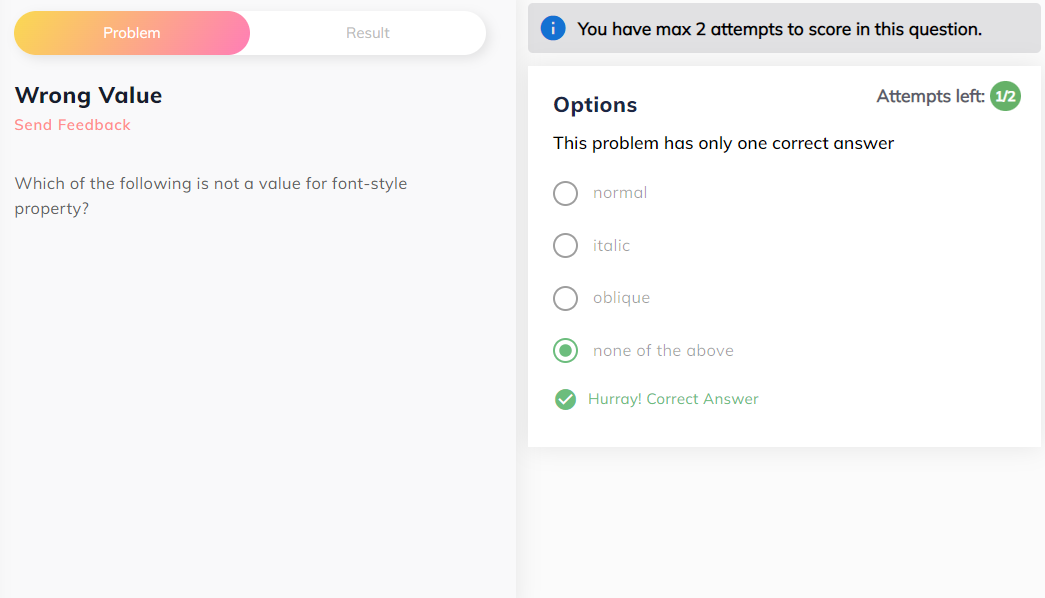 Problem
Result
Wrong Value
Send Feedback
Which of the following is not a value for font-style
property?
You have max 2 attempts to score in this question.
Options
Attempts left: 1/2
This problem has only one correct answer
normal
italic
oblique
none of the above
Hurray! Correct Answer